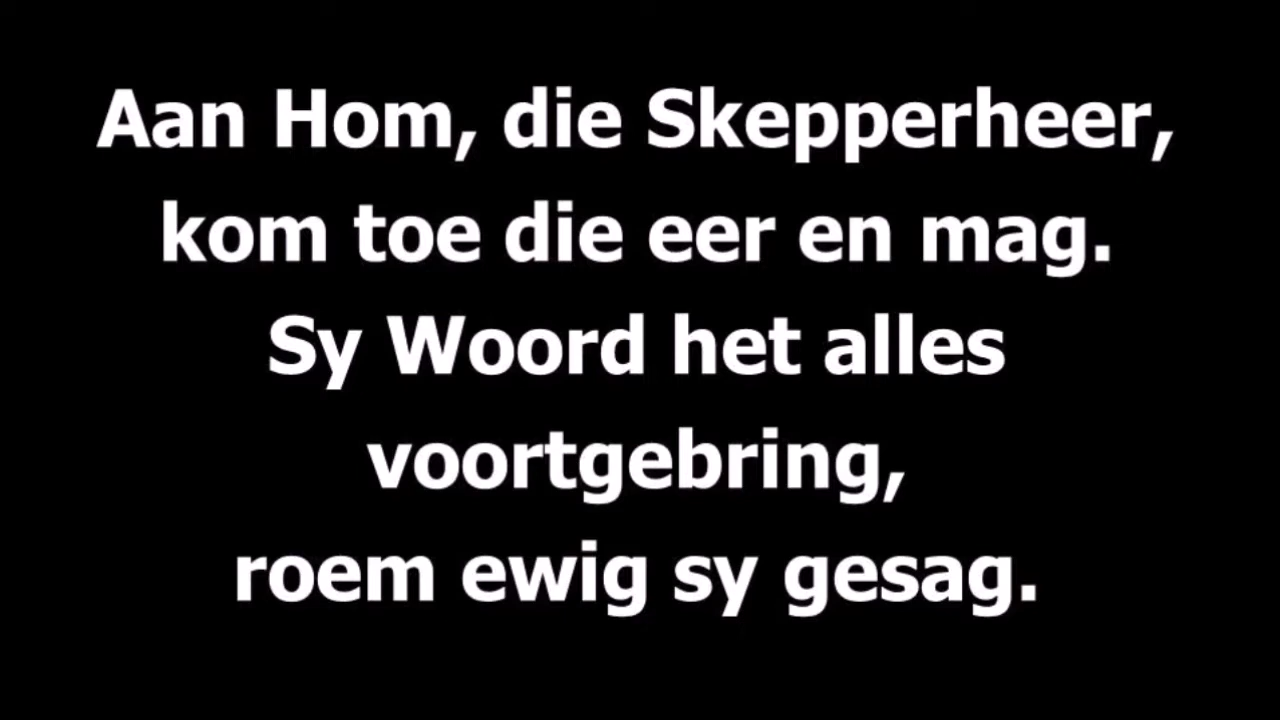 Aan Hom, die Skepperheer,
kom toe die eer en mag.
Sy Woord het alles
voortgebring,
roem ewig sy gesag.